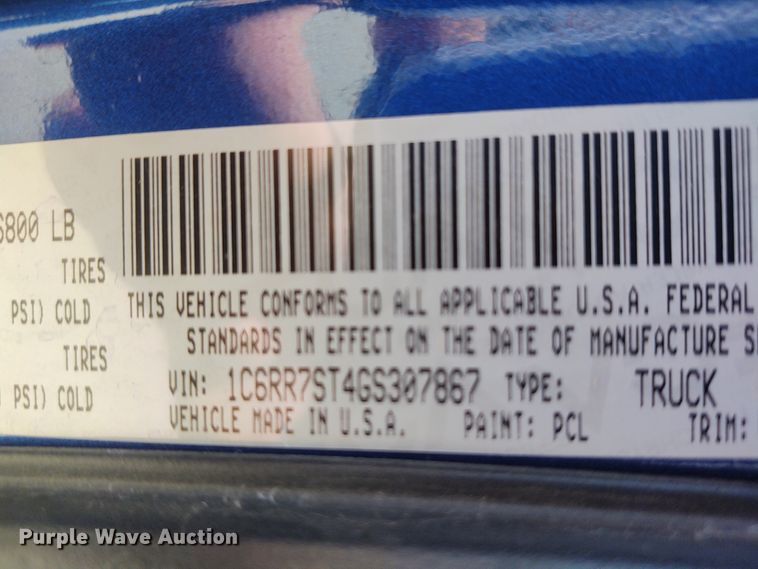 6800 LB
TIRES
PSI) COLD
TIRES
PSI) COLD
THIS VEHICLE CONFORMS TO ALL APPLICABLE U.S.A. FEDERAL
STANDARDS IN EFFECT ON THE DATE OF MANUFACTURE
VIN: 1C6RR7ST4GS307867 TYPE: TRUCK
VEHICLE MADE IN U.S.A. PAINT: PCL TRIM:
Purple Wave Auction